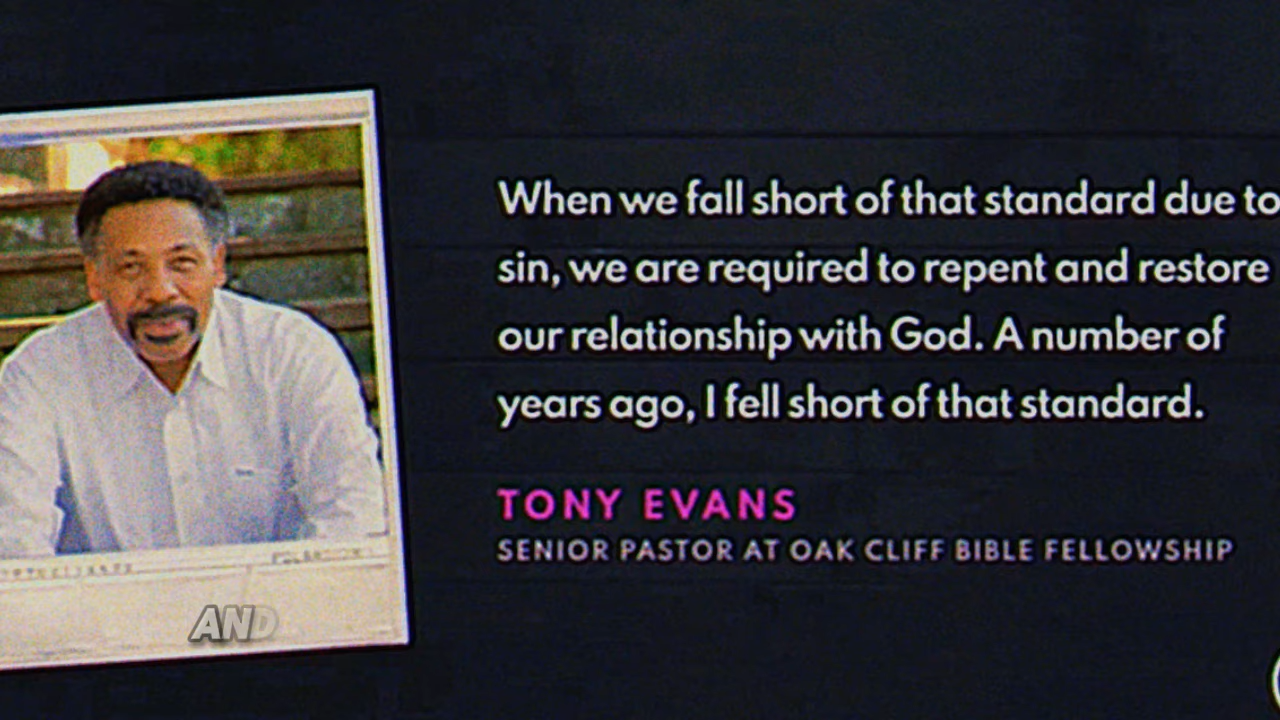 When we fall short of that standard due to
sin, we are required to repent and restore
our relationship with God. A number of
years ago, I fell short of that standard.
TONY EVANS
SENIOR PASTOR AT OAK CLIFF BIBLE FELLOWSHIP
AND